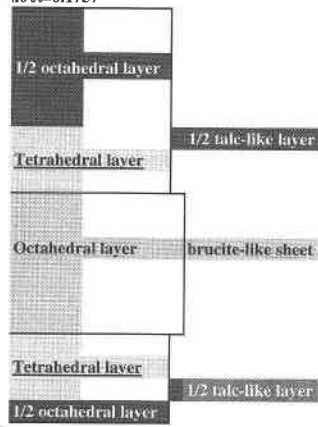 1/2 octahedral layer
1/2 talc-like layer
Tetrahedral layer
Octahedral layer
brucite-like sheet
Tetrahedral layer
1/2 talc-like layer
1/2 octahedral layer